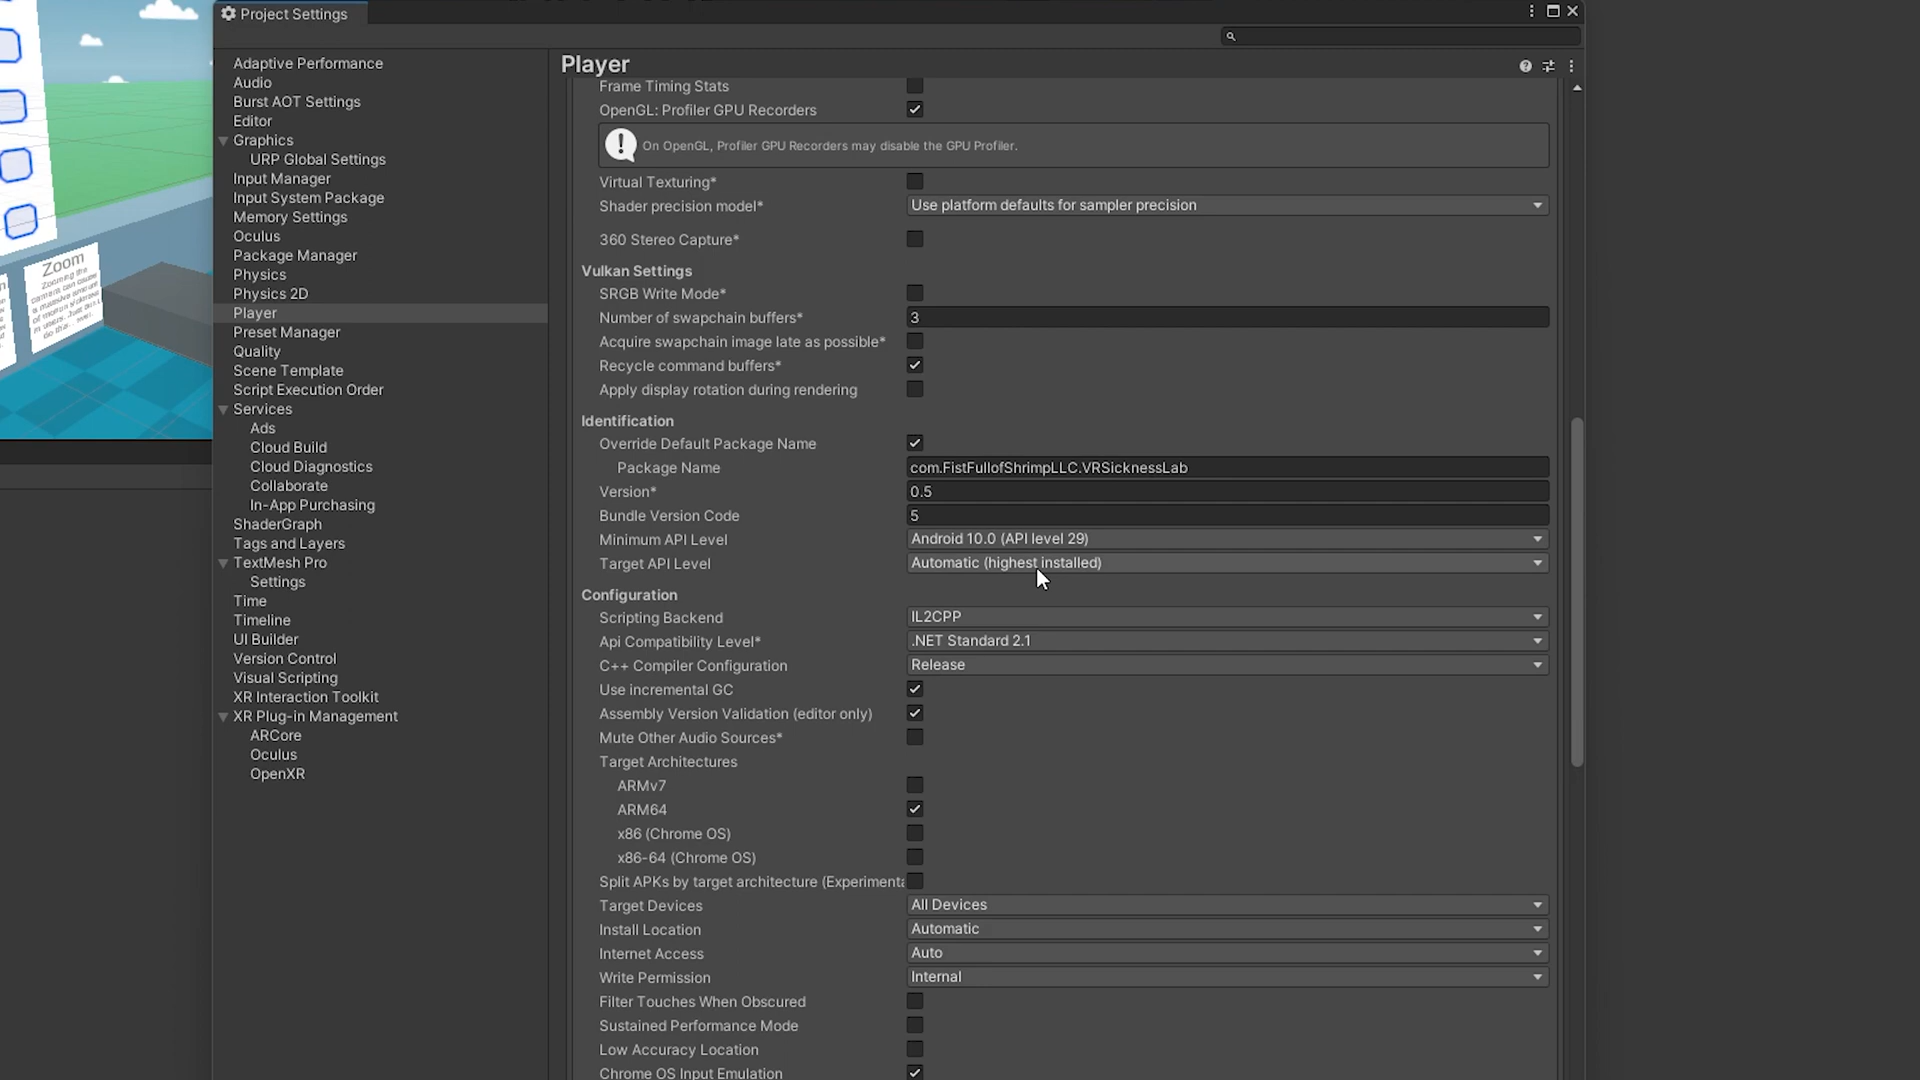 Project Settings
Adaptive Performance
Audio
Burst AOT Settings
Editor
Graphics
URP Global Settings
Input Manager
Input System Package
Memory Settings
Oculus
Package Manager
Physics
Physics 2D
Player
Preset Manager
Quality
Scene Template
Script Execution Order
Services
Ads
Cloud Build
Cloud Diagnostics
Collaborate
In-App Purchasing
ShaderGraph
Tags and Layers
TextMesh Pro
Settings
Time
Timeline
UI Builder
Version Control
Visual Scripting
XR Interaction Toolkit
XR Plug-in Management
ARCore
Oculus
OpenXR
Player
Frame Timing Stats
OpenGL: Profiler GPU Recorders
On OpenGL, Profiler GPU Recorders may disable the GPU Profiler.
Virtual Texturing*
Shader precision model* Use platform defaults for sampler precision
360 Stereo Capture*
Vulkan Settings
SRGB Write Mode*
Number of swapchain buffers* 3
Acquire swapchain image late as possible*
Recycle command buffers*
Apply display rotation during rendering
Identification
Override Default Package Name
Package Name com.FistFullofShrimpLLC.VRSicknessLab
Version* 0.5
Bundle Version Code 5
Minimum API Level Android 10.0 (API level 29)
Target API Level Automatic (highest installed)
Configuration
Scripting Backend IL2CPP
Api Compatibility Level* .NET Standard 2.1
C++ Compiler Configuration Release
Use incremental GC
Assembly Version Validation (editor only)
Mute Other Audio Sources*
Target Architectures
ARMv7
ARM64
x86 (Chrome OS)
x86-64 (Chrome OS)
Split APKs by target architecture (Experimenta
Target Devices All Devices
Install Location Automatic
Internet Access Auto
Write Permission Internal
Filter Touches When Obscured
Sustained Performance Mode
Low Accuracy Location
Chrome OS Input Emulation
Zoom
Zooming the
camera can cause